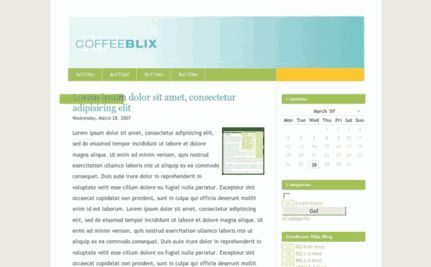 COFFEEBLIX
BUTTON1 BUTTON2 BUTTON3 BUTTON4
Lorem ipsum dolor sit amet, consectetur
adipisicing elit
Wednesday, March 28, 2007
Lorem ipsum dolor sit amet, consectetur adipisicing elit,
sed do eiusmod tempor incididunt ut labore et dolore
magna aliqua. Ut enim ad minim veniam, quis nostrud
exercitation ullamco laboris nisi ut aliquip ex ea commodo
consequat. Duis aute irure dolor in reprehenderit in
voluptate velit esse cillum dolore eu fugiat nulla pariatur. Excepteur sint
occaecat cupidatat non proident, sunt in culpa qui officia deserunt mollit
anim id est laborum. Lorem ipsum dolor sit amet, consectetur adipisicing elit,
sed do eiusmod tempor incididunt ut labore et dolore magna aliqua. Ut
enim ad minim veniam, quis nostrud exercitation ullamco laboris nisi ut
aliquip ex ea commodo consequat. Duis aute irure dolor in reprehenderit in
voluptate velit esse cillum dolore eu fugiat nulla pariatur. Excepteur sint
occaecat cupidatat non proident, sunt in culpa qui officia deserunt mollit
Calendar
March '07 >
Mon Tue Wed Thu Fri Sat Sun
1 2 3 4
5 6 7 8 9 10 11
12 13 14 15 16 17 18
19 20 21 22 23 24 25
26 27 28 29 30 31
Categories
Lorem ipsum
Go!
All categories
Syndicate This Blog
RSS 0.91 feed
RSS 1.0 feed
RSS 2.0 feed